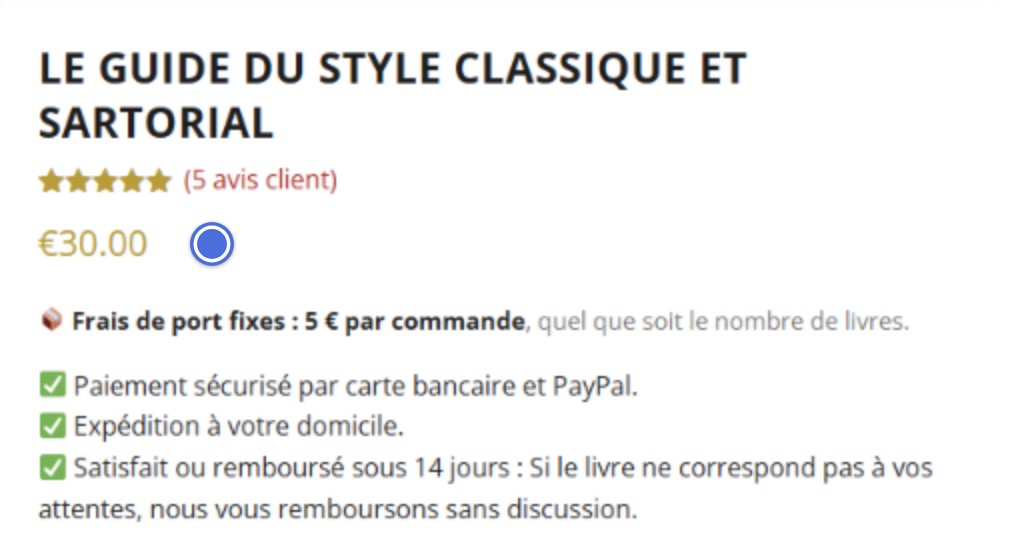 LE GUIDE DU STYLE CLASSIQUE ET
SARTORIAL
(5 avis client)
€30.00
Frais de port fixes : 5 € par commande, quel que soit le nombre de livres.
Paiement sécurisé par carte bancaire et PayPal.
Expédition à votre domicile.
Satisfait ou remboursé sous 14 jours : Si le livre ne correspond pas à vos
attentes, nous vous remboursons sans discussion.